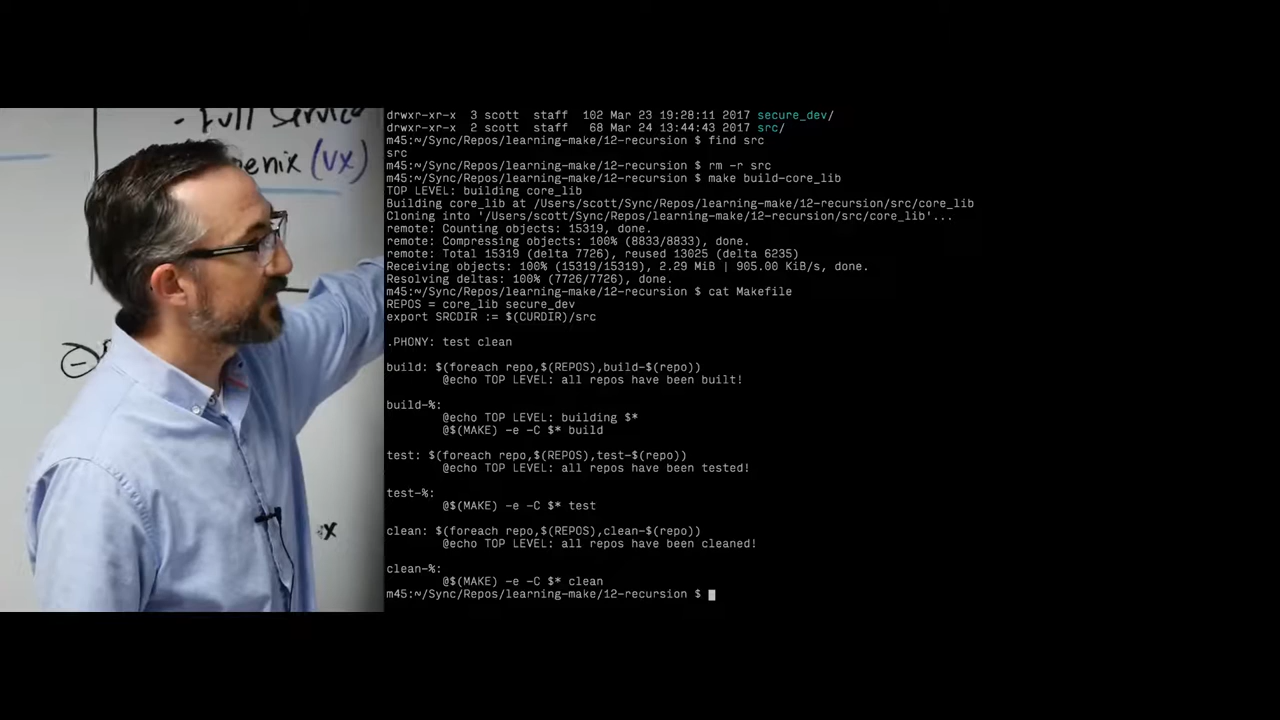 - Full Service
enix (vx)
x
drwxr-xr-x  3 scott  staff  102 Mar 23 19:28:11 2017 secure_dev/
drwxr-xr-x  2 scott  staff   68 Mar 24 13:44:43 2017 src/
m45:~/Sync/Repos/learning-make/12-recursion $ find src
src
m45:~/Sync/Repos/learning-make/12-recursion $ rm -r src
m45:~/Sync/Repos/learning-make/12-recursion $ make build-core_lib
TOP LEVEL: building core_lib
Building core_lib at /Users/scott/Sync/Repos/learning-make/12-recursion/src/core_lib
Cloning into '/Users/scott/Sync/Repos/learning-make/12-recursion/src/core_lib'...
remote: Counting objects: 15319, done.
remote: Compressing objects: 100% (8833/8833), done.
remote: Total 15319 (delta 7726), reused 13025 (delta 6235)
Receiving objects: 100% (15319/15319), 2.29 MiB | 905.00 KiB/s, done.
Resolving deltas: 100% (7726/7726), done.
m45:~/Sync/Repos/learning-make/12-recursion $ cat Makefile
REPOS = core_lib secure_dev
export SRCDIR := $(CURDIR)/src
.PHONY: test clean
build: $(foreach repo,$(REPOS),build-$(repo))
        @echo TOP LEVEL: all repos have been built!
build-%:
        @echo TOP LEVEL: building $*
        @$(MAKE) -e -C $* build
test: $(foreach repo,$(REPOS),test-$(repo))
        @echo TOP LEVEL: all repos have been tested!
test-%:
        @$(MAKE) -e -C $* test
clean: $(foreach repo,$(REPOS),clean-$(repo))
        @echo TOP LEVEL: all repos have been cleaned!
clean-%:
        @$(MAKE) -e -C $* clean
m45:~/Sync/Repos/learning-make/12-recursion $